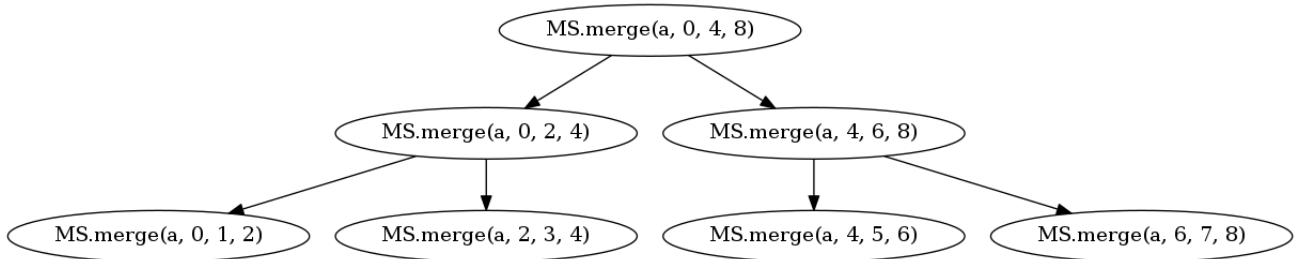 MS.merge(a, 0, 4, 8)
MS.merge(a, 0, 2, 4)
MS.merge(a, 4, 6, 8)
MS.merge(a, 0, 1, 2)
MS.merge(a, 2, 3, 4)
MS.merge(a, 4, 5, 6)
MS.merge(a, 6, 7, 8)